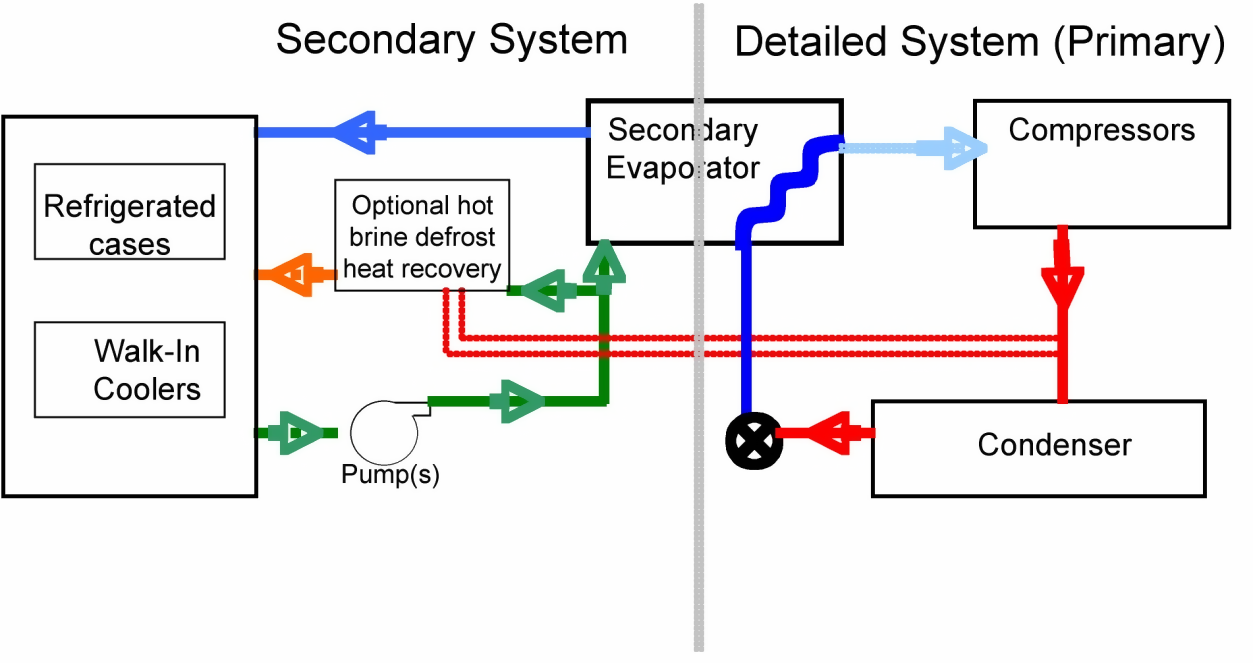 Secondary System
Detailed System (Primary)
Secondary
Evaporator
Compressors
Refrigerated
cases
Optional hot
brine defrost
heat recovery
Walk-In
Coolers
Pump(s)
Condenser